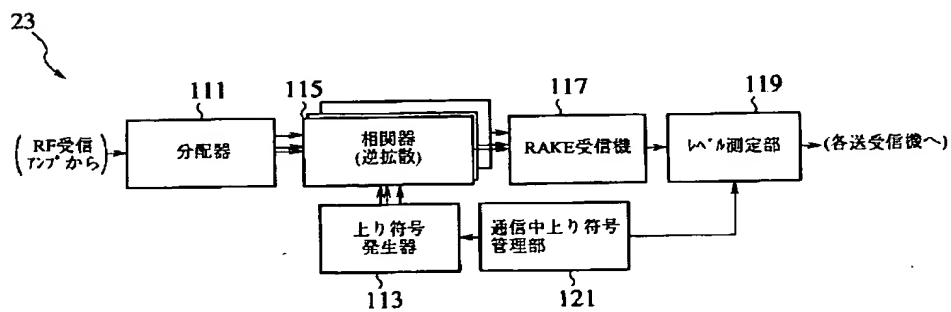 23
111
115
117
119
(RF受信
アンプから)
分配器
相関器
(逆拡散)
RAKE受信機
レベル測定部
(各送受信機へ)
上り符号
発生器
通信中上り符号
管理部
113
121